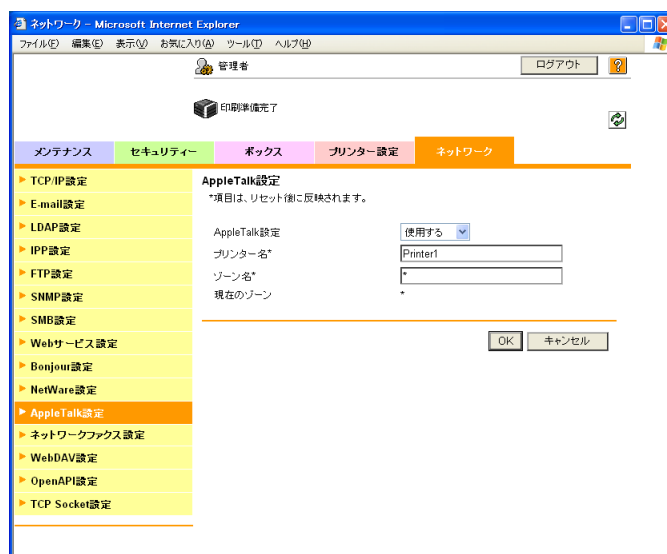 ネットワーク - Microsoft Internet Explorer
ファイル(F) 編集(E) 表示(V) お気に入り(A) ツール(T) ヘルプ(H)
管理者 ログアウト ?
印刷準備完了
メンテナンス セキュリティー ボックス プリンター設定 ネットワーク
TCP/IP設定
E-mail設定
LDAP設定
IPP設定
FTP設定
SNMP設定
SMB設定
Webサービス設定
Bonjour設定
NetWare設定
AppleTalk設定
ネットワークファクス設定
WebDAV設定
OpenAPI設定
TCP Socket設定
AppleTalk設定
*項目は、リセット後に反映されます。
AppleTalk設定 使用する
プリンター名* Printer1
ゾーン名* *
現在のゾーン *
OK キャンセル